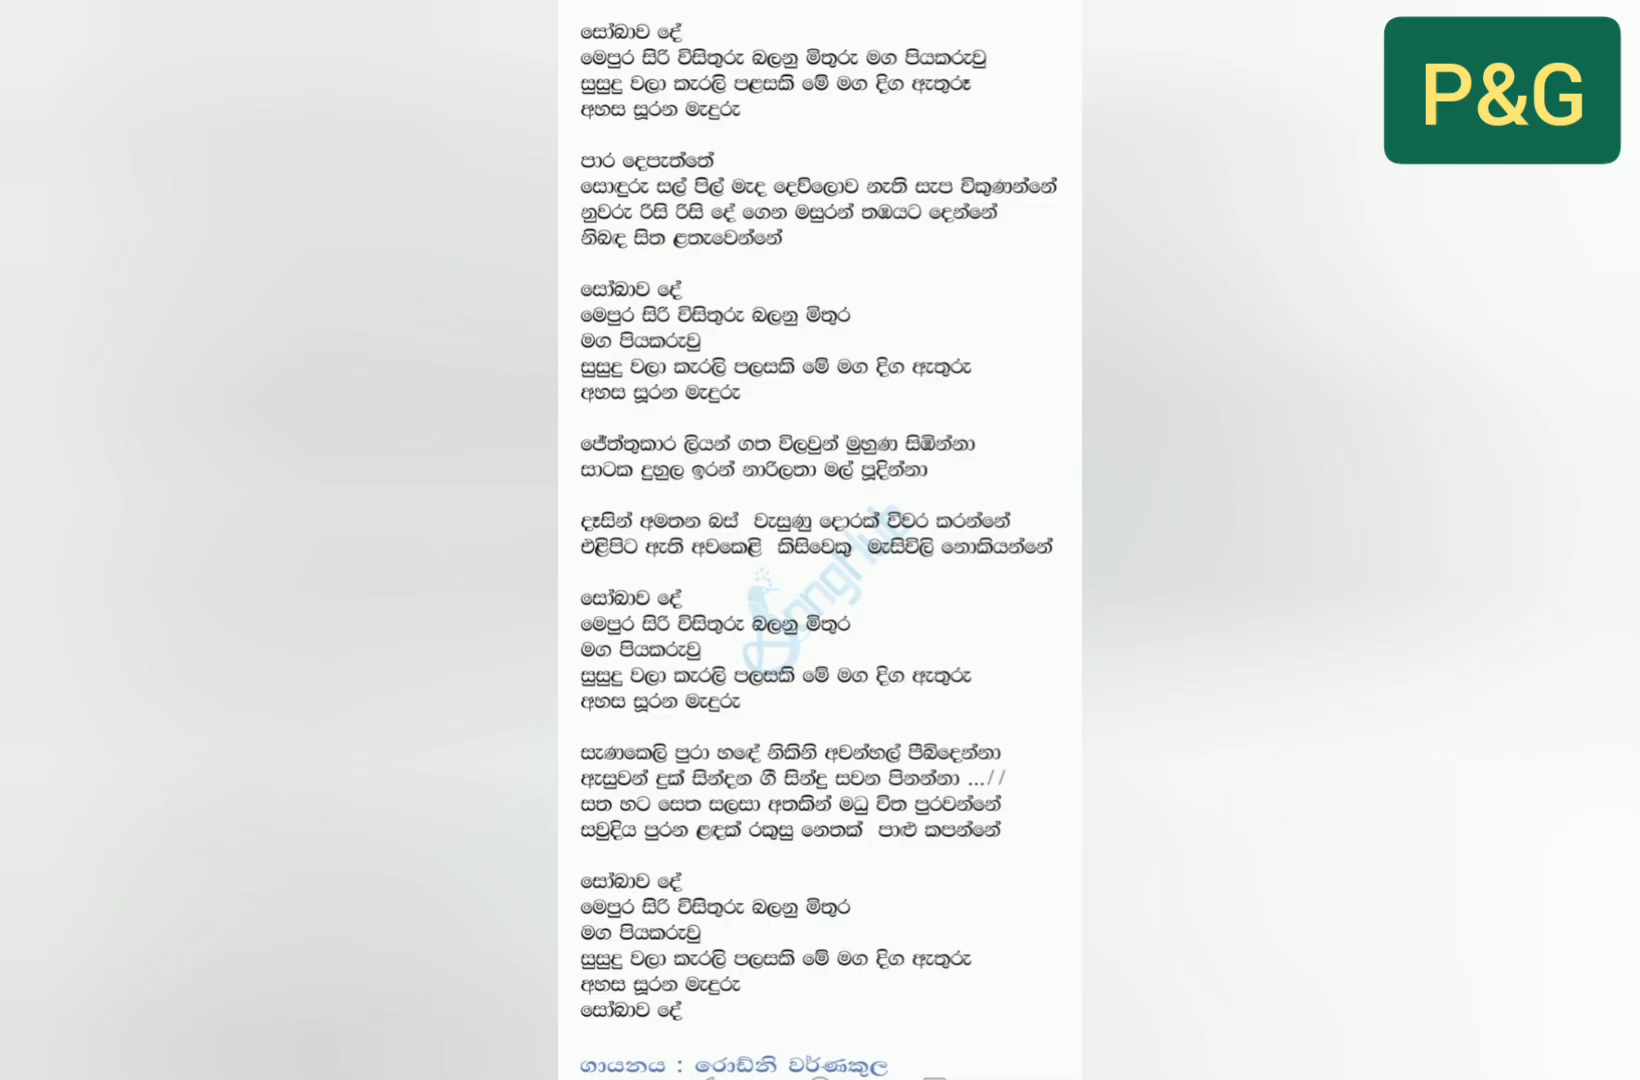 සෝබාව දේ
මෙපුර සිරි විසිතුරු බලනු මිතුරු මග පියකරුවු
සුසුදු වලා කැරලි පළසකි මේ මග දිග ඇතුරූ
අහස සූරන මැදුරු
පාර දෙපැත්තේ
සොඳුරු සල් පිල් මැද දෙව්ලොව නැති සැප විකුණන්නේ
නුවරු රිසි රිසි දේ ගෙන මසුරන් තඹයට දෙන්නේ
නිබඳ සිත ළතැවෙන්නේ
සෝබාව දේ
මෙපුර සිරි විසිතුරු බලනු මිතුර
මග පියකරුවු
සුසුදු වලා කැරලි පලසකි මේ මග දිග ඇතුරු
අහස සූරන මැදුරු
ජේත්තුකාර ලියන් ගත විලවුන් මුහුණ සිඹින්නා
සාටක දුහුල ඉරන් නාරිලතා මල් පූදින්නා
දෑසින් අමතන බස් වැසුණු දොරක් විවර කරන්නේ
එළිපිට ඇති අවකෙළි කිසිවෙකු මැසිවිලි නොකියන්නේ
සෝබාව දේ
මෙපුර සිරි විසිතුරු බලනු මිතුර
මග පියකරුවු
සුසුදු වලා කැරලි පලසකි මේ මග දිග ඇතුරු
අහස සූරන මැදුරු
සැණකෙලි පුරා හඬේ නිකිනි අවන්හල් පීබිදෙන්නා
ඇසුවන් දුක් සින්දන ගී සින්දු සවන පිනන්නා ...//
සත හට සෙත සලසා අතකින් මධු විත පුරවන්නේ
සවුදිය පුරන ළඳක් රකුසු නෙතක් පාළු කපන්නේ
සෝබාව දේ
මෙපුර සිරි විසිතුරු බලනු මිතුර
මග පියකරුවු
සුසුදු වලා කැරලි පලසකි මේ මග දිග ඇතුරු
අහස සූරන මැදුරු
සෝබාව දේ
ගායනය : රොඩ්නි වර්ණකුල
P&G
SongHub